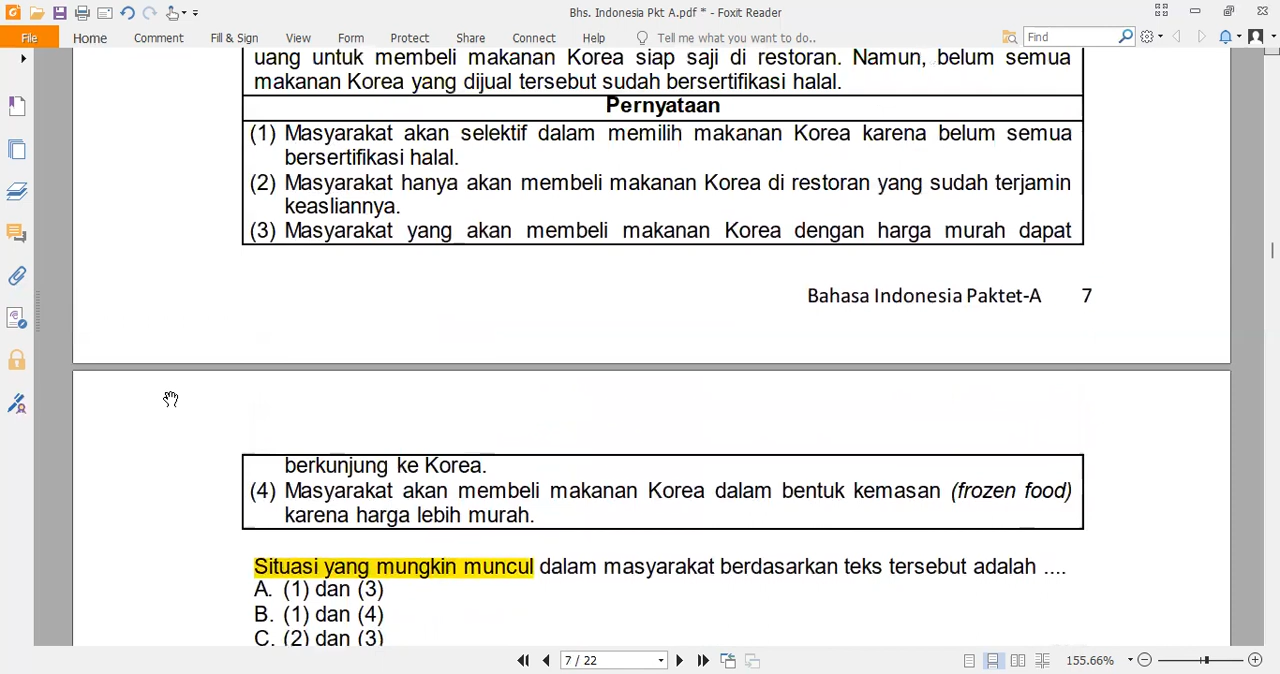 Bhs. Indonesia Pkt A.pdf * - Foxit Reader
File Home Comment Fill & Sign View Form Protect Share Connect Help Tell me what you want to do.. Find
uang untuk membeli makanan Korea siap saji di restoran. Namun, belum semua
makanan Korea yang dijual tersebut sudah bersertifikasi halal.
Pernyataan
(1) Masyarakat akan selektif dalam memilih makanan Korea karena belum semua
bersertifikasi halal.
(2) Masyarakat hanya akan membeli makanan Korea di restoran yang sudah terjamin
keasliannya.
(3) Masyarakat yang akan membeli makanan Korea dengan harga murah dapat
Bahasa Indonesia Paktet-A 7
berkunjung ke Korea.
(4) Masyarakat akan membeli makanan Korea dalam bentuk kemasan (frozen food)
karena harga lebih murah.
Situasi yang mungkin muncul dalam masyarakat berdasarkan teks tersebut adalah ....
A. (1) dan (3)
B. (1) dan (4)
C. (2) dan (3)
7 / 22 155.66%